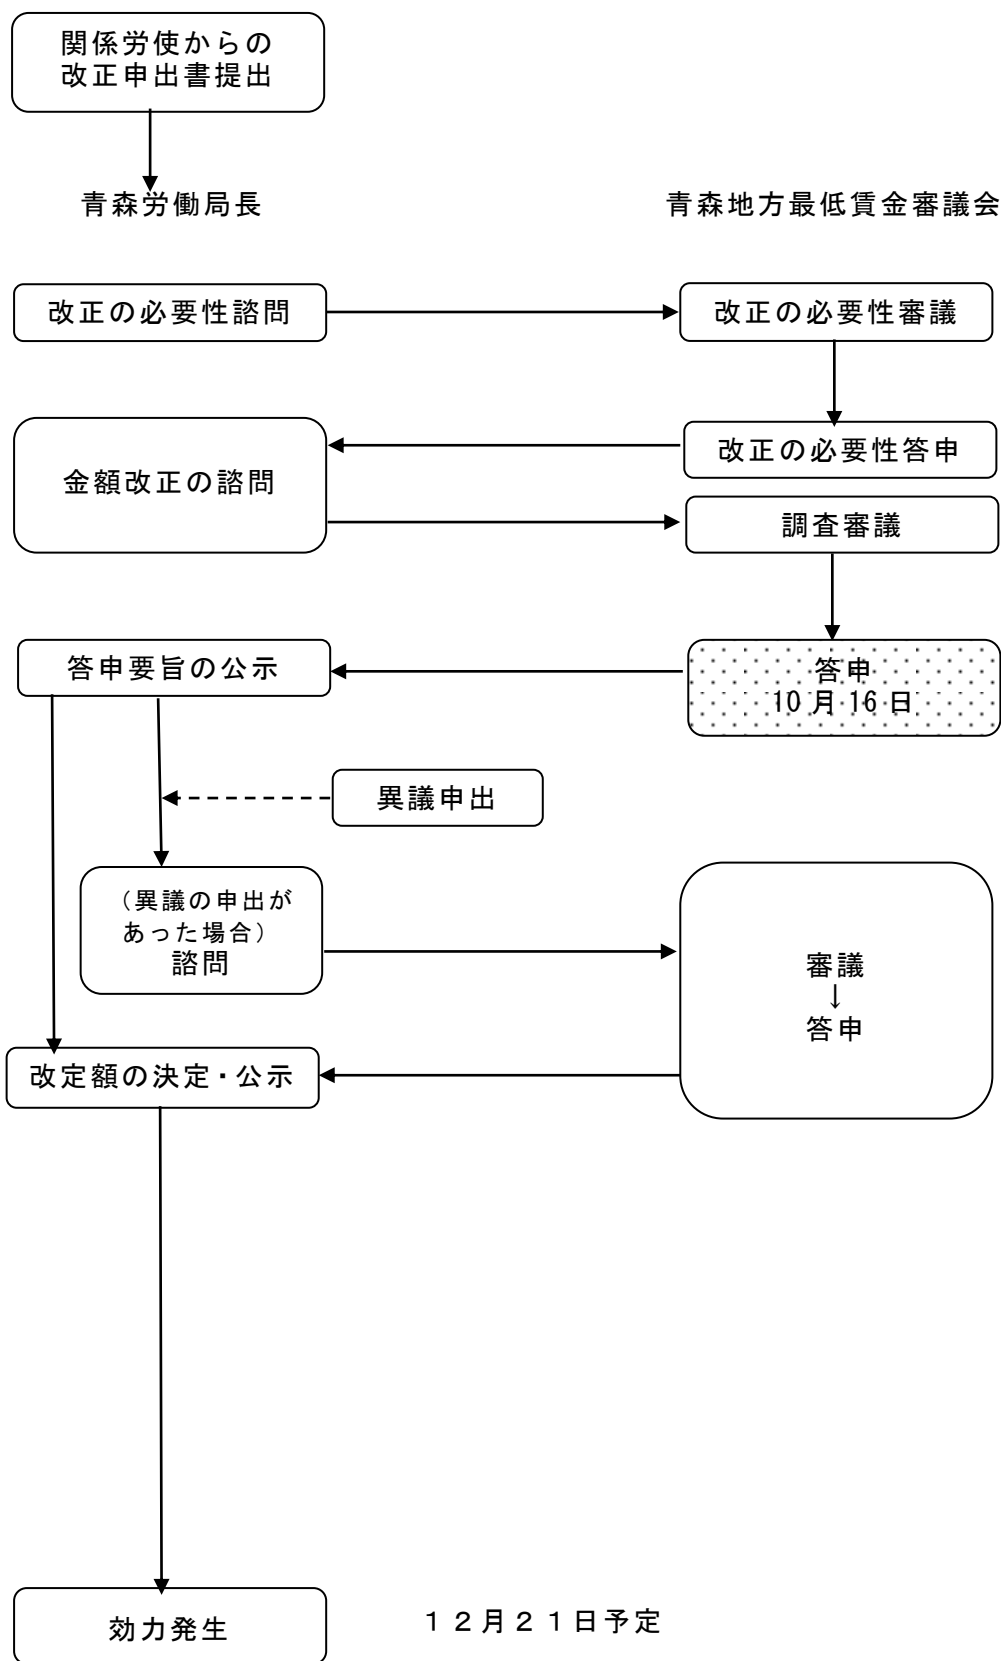 関係労使からの
改正申出書提出
青森労働局長
青森地方最低賃金審議会
改正の必要性諮問
改正の必要性審議
改正の必要性答申
金額改正の諮問
調査審議
答申要旨の公示
答申
10月16日
異議申出
（異議の申出が
あった場合）
諮問
審議
↓
答申
改定額の決定・公示
効力発生
１２月２１日予定